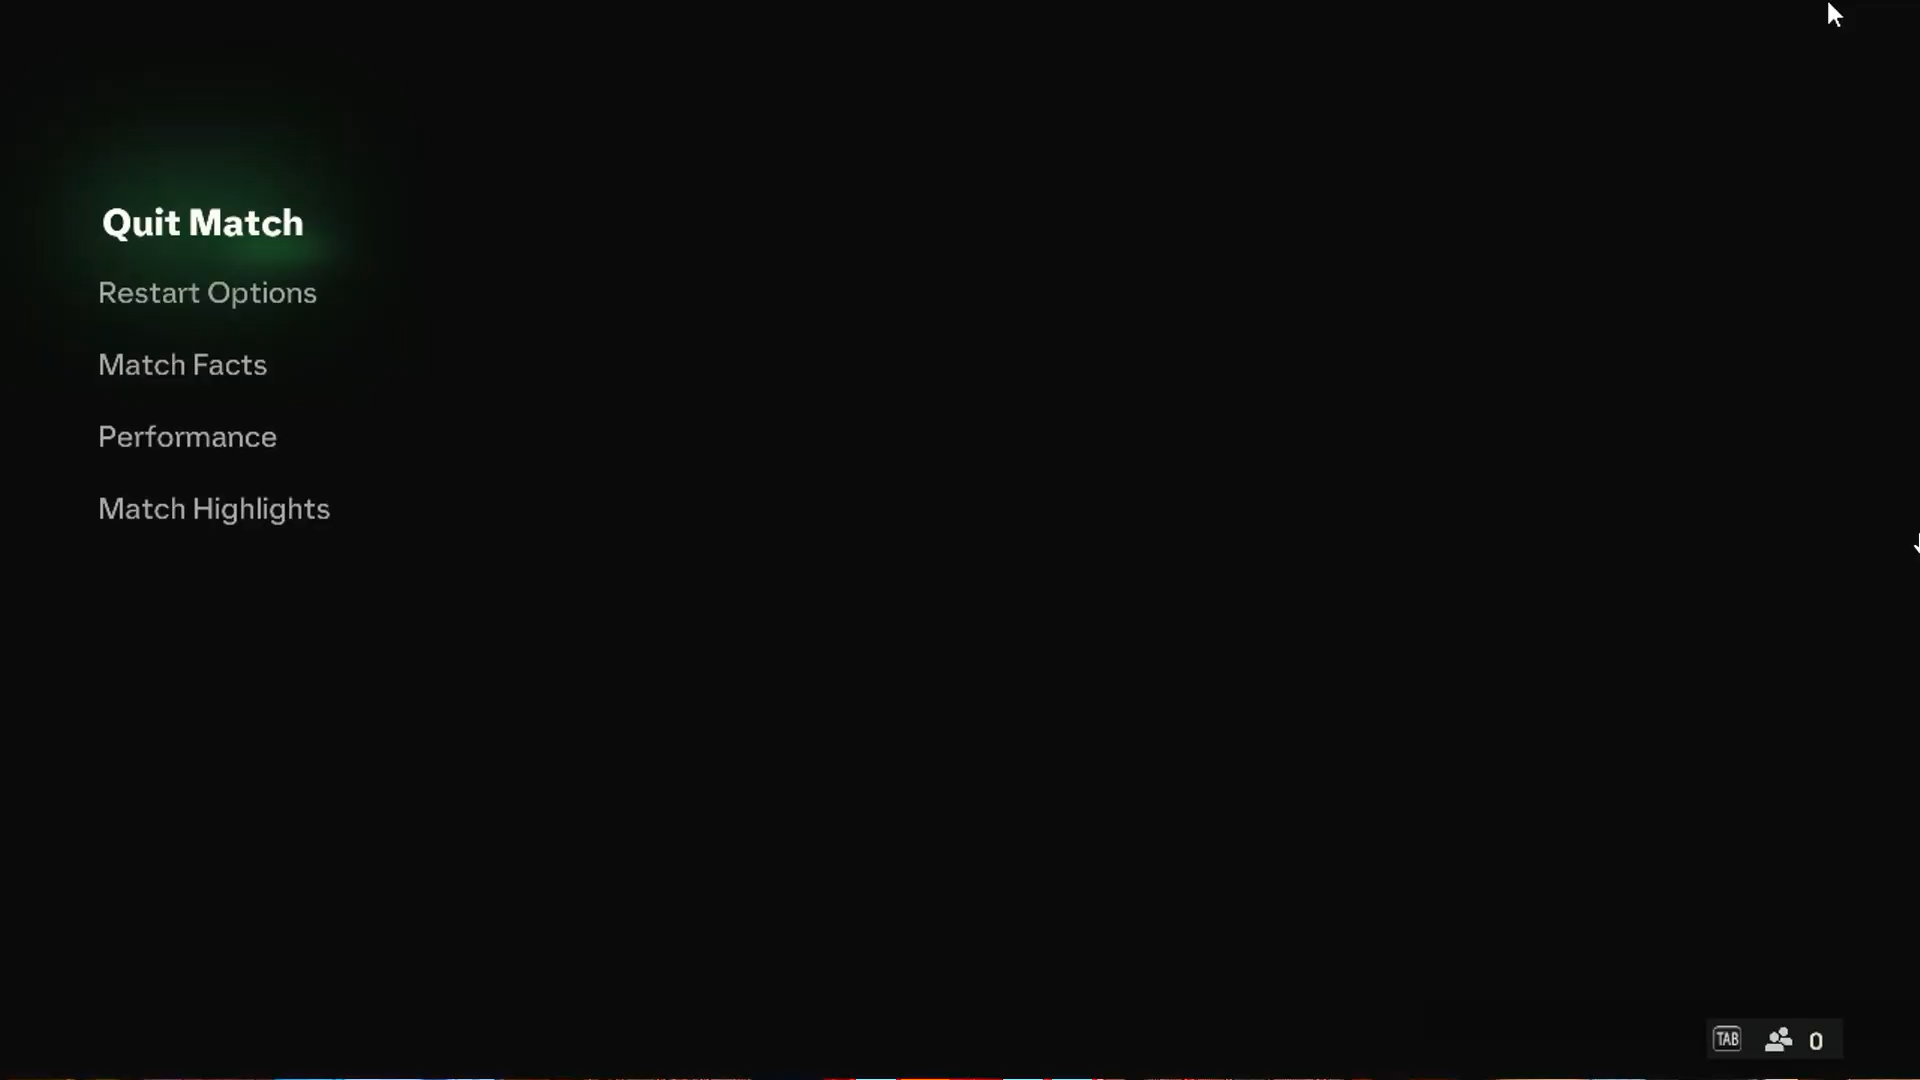 Quit Match
Restart Options
Match Facts
Performance
Match Highlights
TAB 0